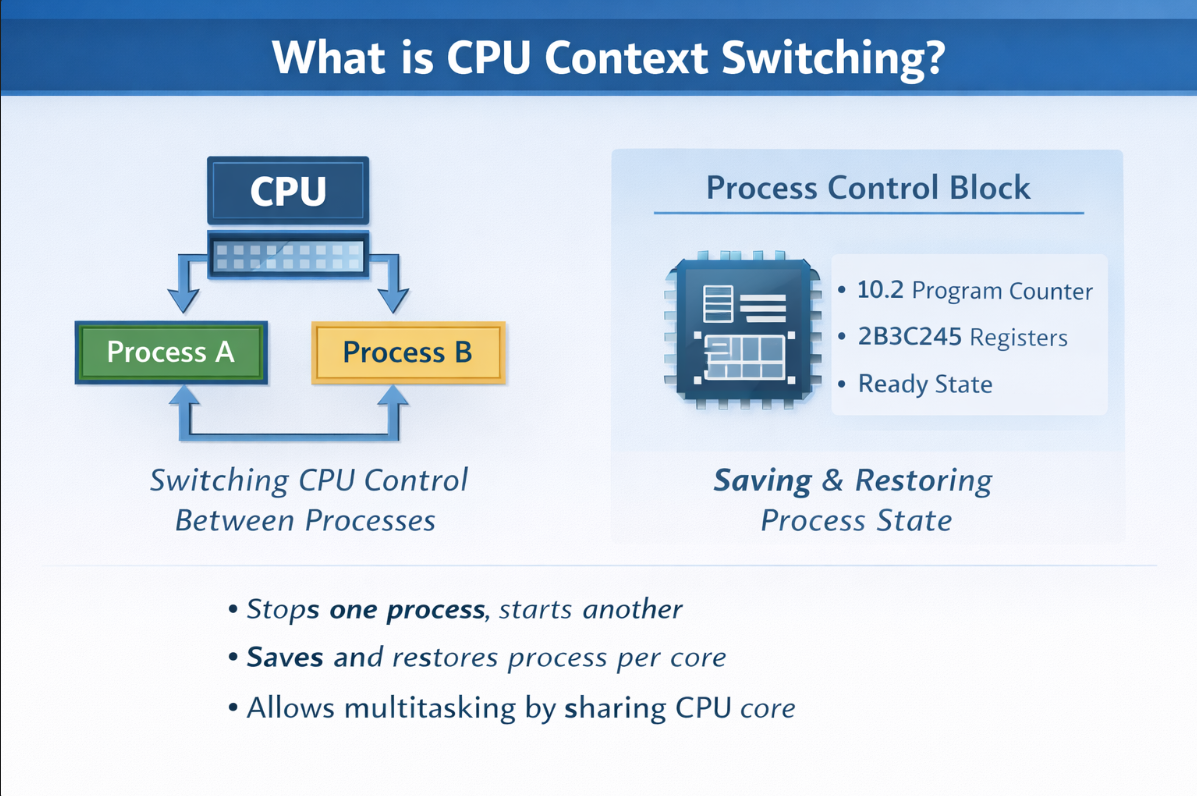 What is CPU Context Switching?
CPU
Process A
Process B
Switching CPU Control
Between Processes
Process Control Block
• 10.2 Program Counter
• 2B3C245 Registers
• Ready State
Saving & Restoring
Process State
• Stops one process, starts another
• Saves and restores process per core
• Allows multitasking by sharing CPU core